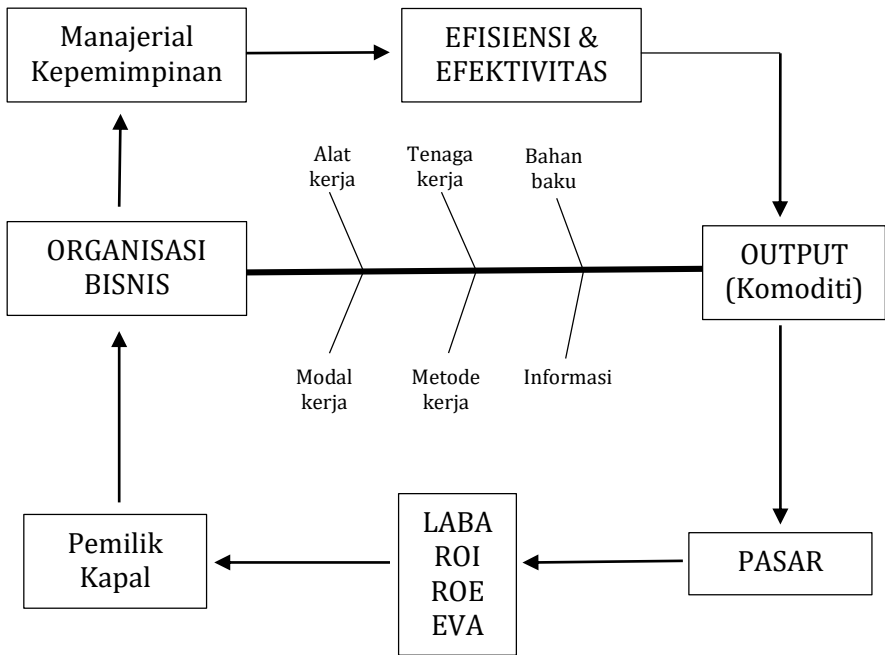 Manajerial
Kepemimpinan
EFISIENSI &
EFEKTIVITAS
Alat
kerja
Tenaga
kerja
Bahan
baku
ORGANISASI
BISNIS
OUTPUT
(Komoditi)
Modal
kerja
Metode
kerja
Informasi
Pemilik
Kapal
LABA
ROI
ROE
EVA
PASAR